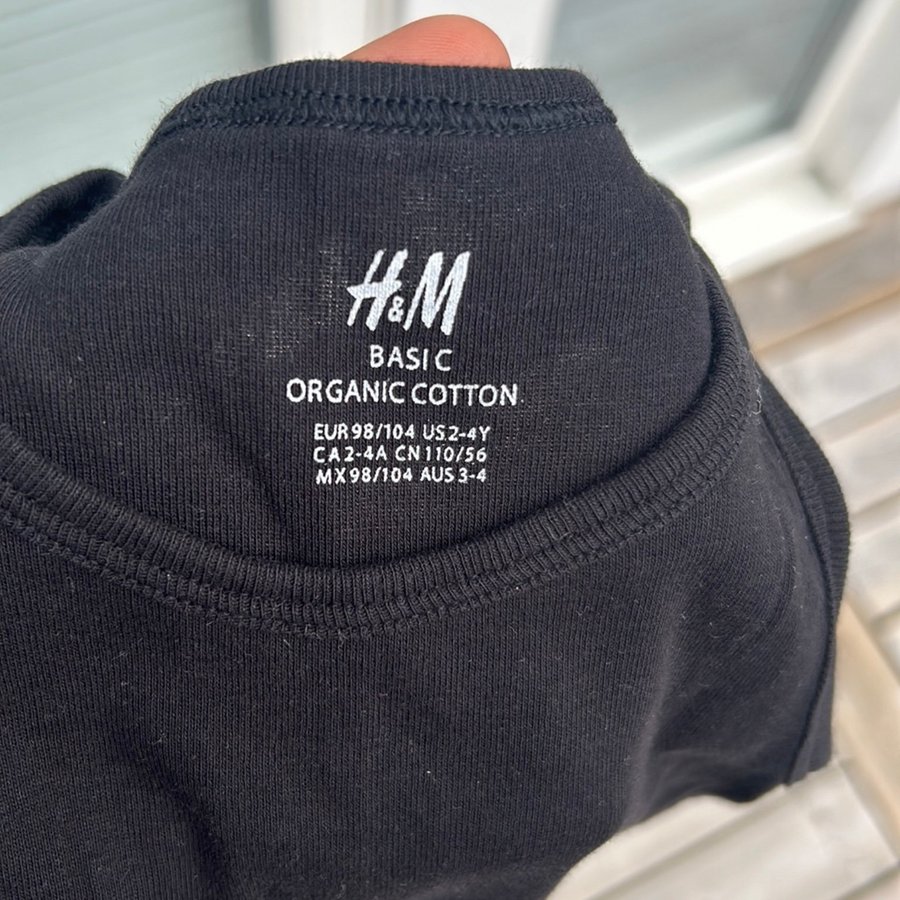 H&M
BASIC
ORGANIC COTTON
EUR 98/104 US 2-4Y
CA 2-4A CN 110/56
MX 98/104 AUS 3-4